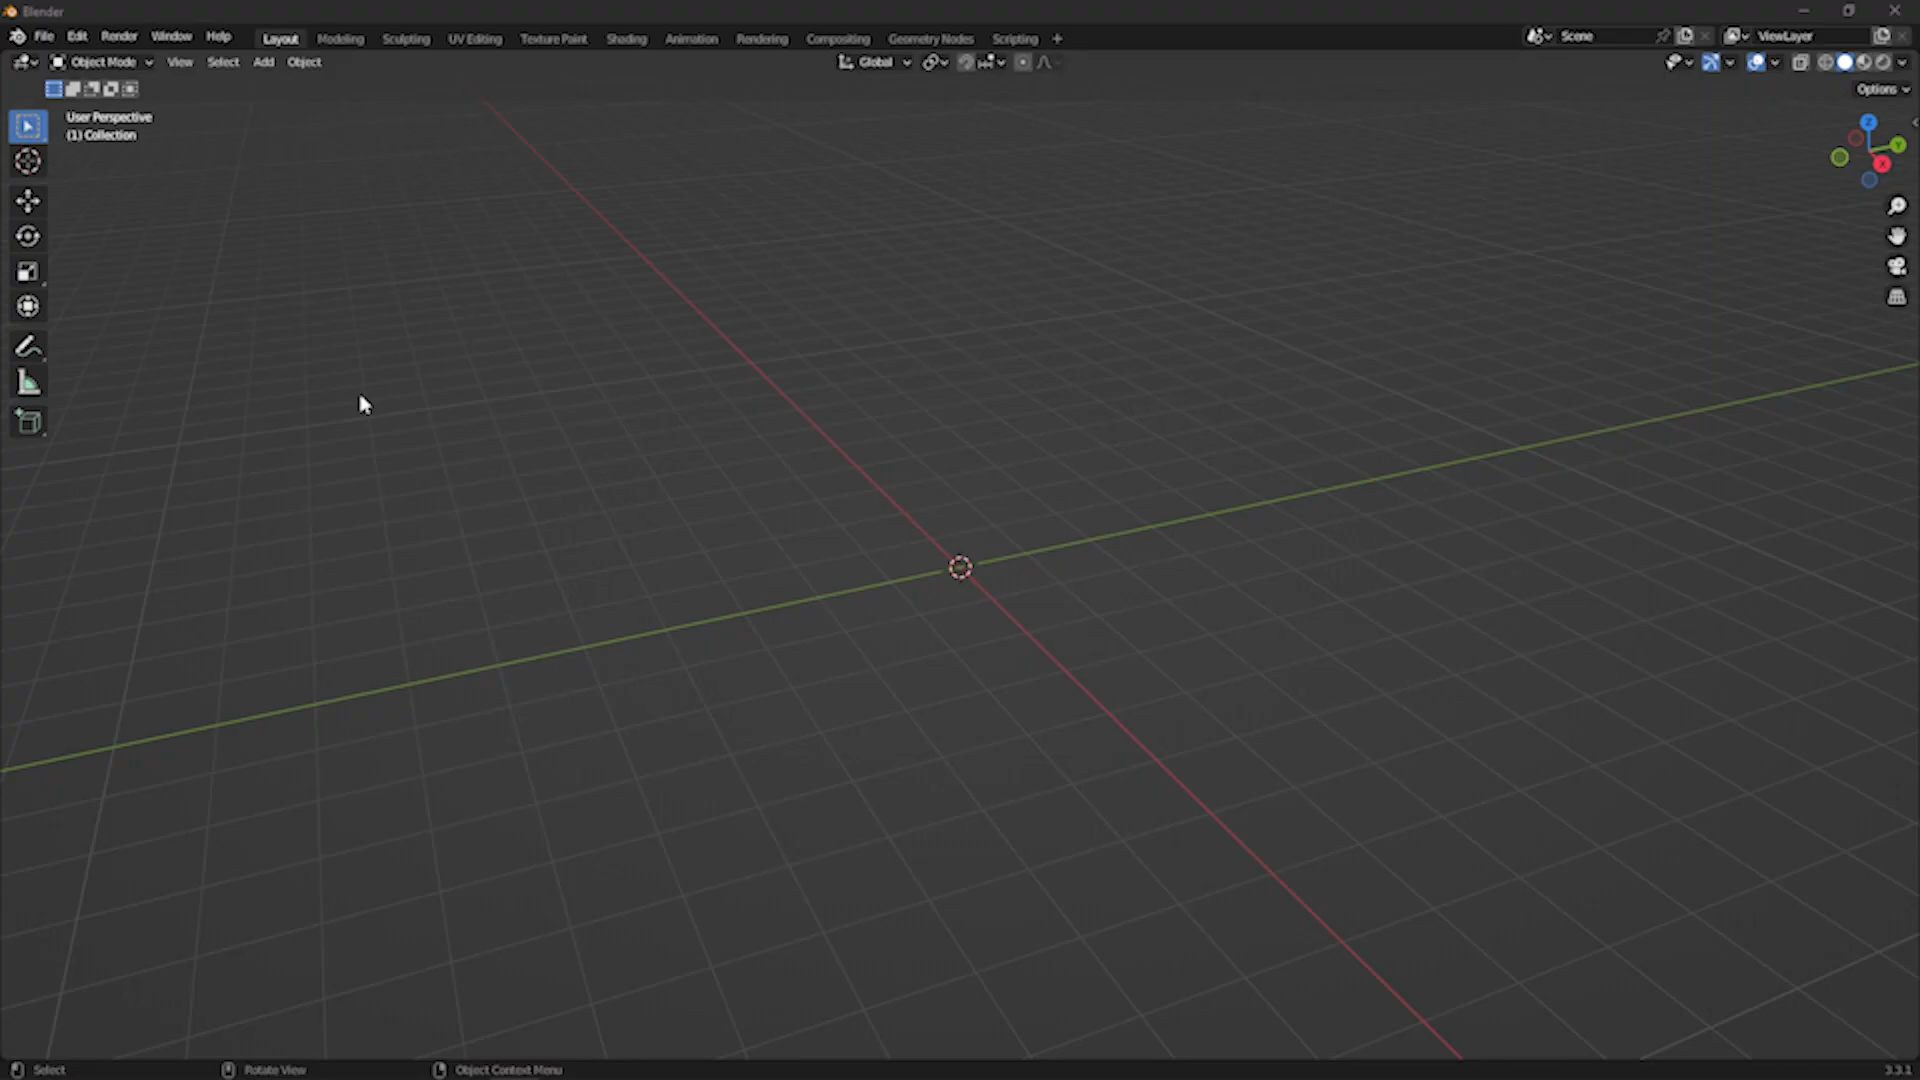 Blender
File Edit Render Window Help Layout Modeling Sculpting UV Editing Texture Paint Shading Animation Rendering Compositing Geometry Nodes Scripting + Scene ViewLayer
Object Mode View Select Add Object Global
Options
User Perspective
(1) Collection
Z
Y
X
Select Rotate View Object Context Menu 3.3.1